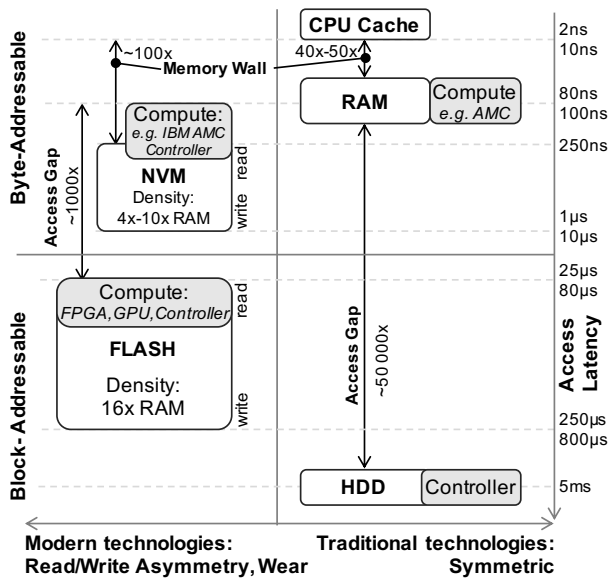 CPU Cache
2ns
10ns
~100x
40x-50x
Memory Wall
RAM
Compute
e.g. AMC
80ns
100ns
Compute:
e.g. IBM AMC
Controller
250ns
NVM
Density:
4x-10x RAM
read
write
1µs
10µs
Byte-Addressable
Access Gap
~1000x
Compute:
FPGA,GPU,Controller
FLASH
Density:
16x RAM
read
write
25µs
80µs
Access Gap
~50 000x
Access
Latency
250µs
800µs
Block- Addressable
HDD
Controller
5ms
Modern technologies:
Read/Write Asymmetry, Wear
Traditional technologies:
Symmetric